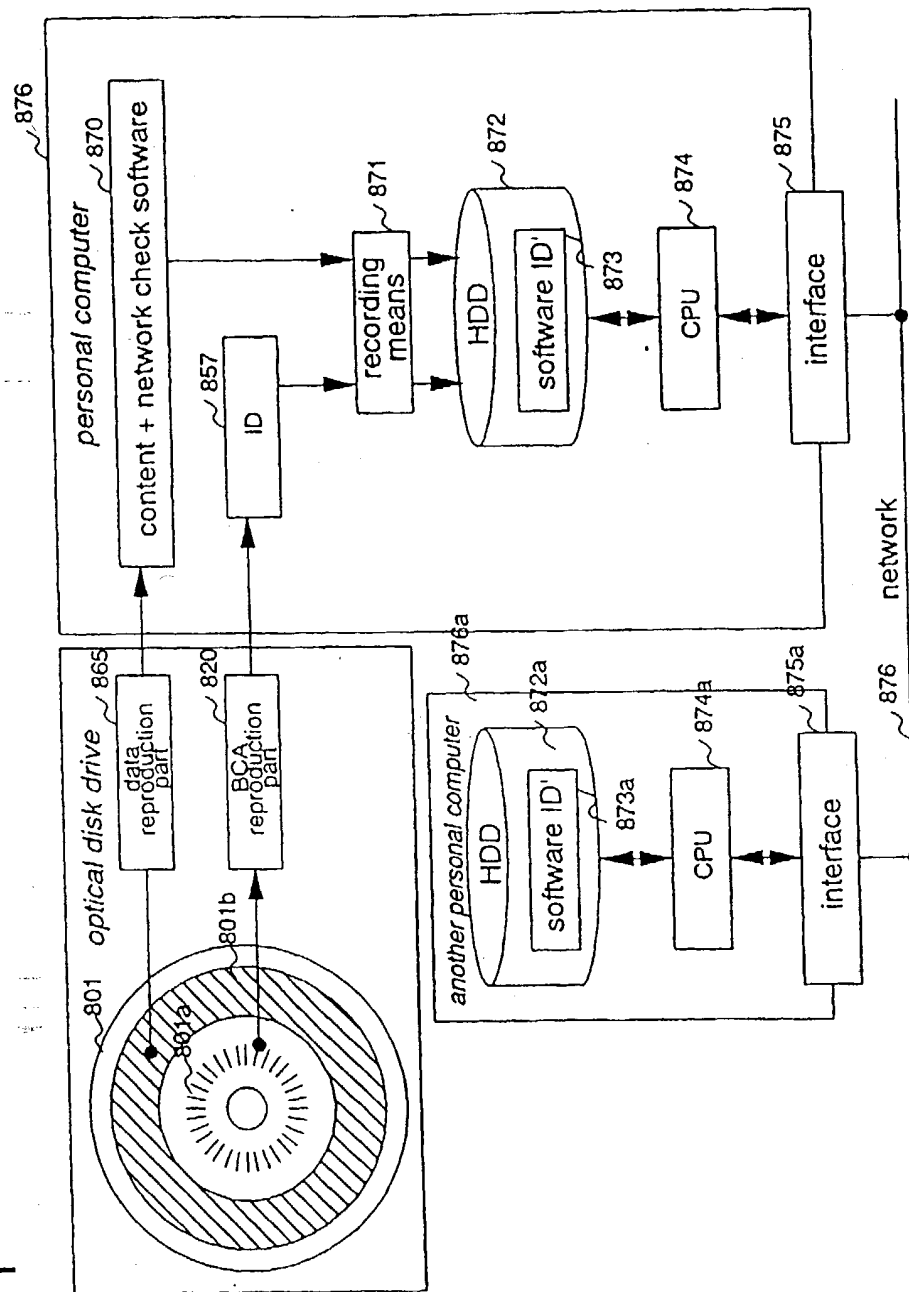 876
personal computer
870
content + network check software
857
ID
871
recording
means
872
HDD
software ID'
873
874
CPU
875
interface
network
876
optical disk drive
865
data
reproduction
part
820
BCA
reproduction
part
801
801a
801b
another personal computer
876a
872a
HDD
software ID'
873a
874a
CPU
875a
interface